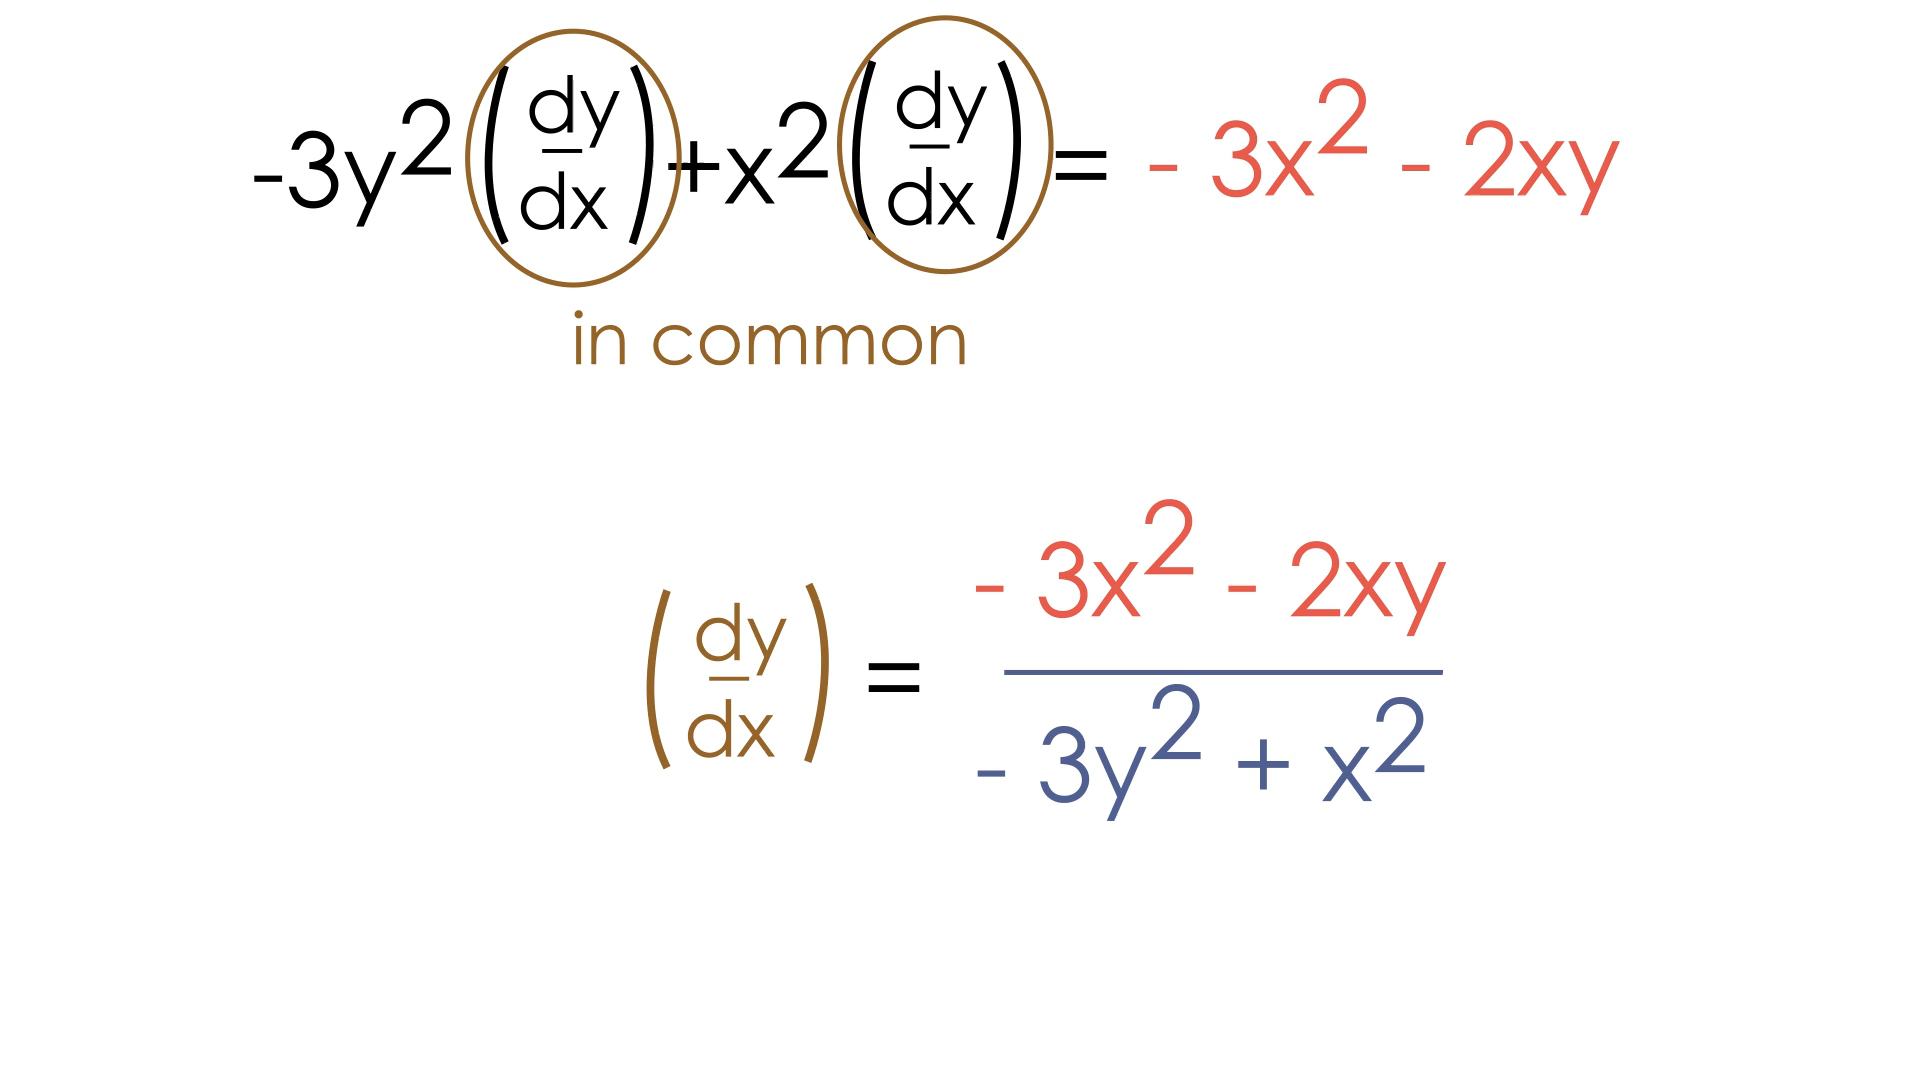 -3y² (dy/dx) + x² (dy/dx) = - 3x² - 2xy
in common
(dy/dx) = (- 3x² - 2xy)/(- 3y² + x²)